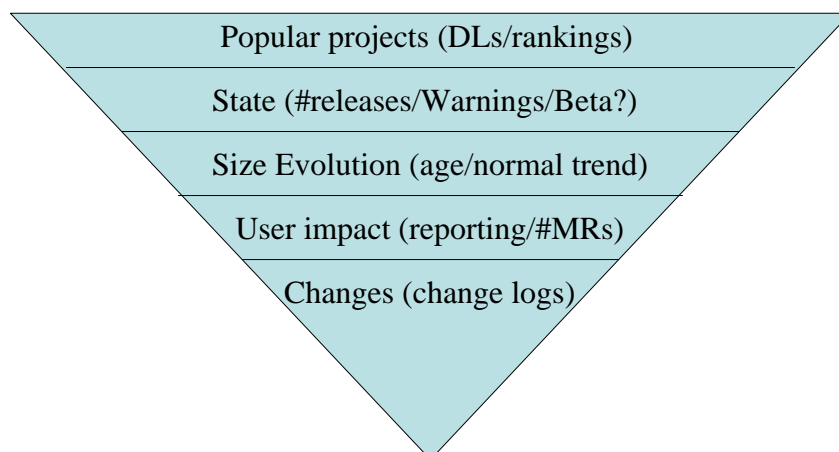 Popular projects (DLs/rankings)
State (#releases/Warnings/Beta?)
Size Evolution (age/normal trend)
User impact (reporting/#MRs)
Changes (change logs)